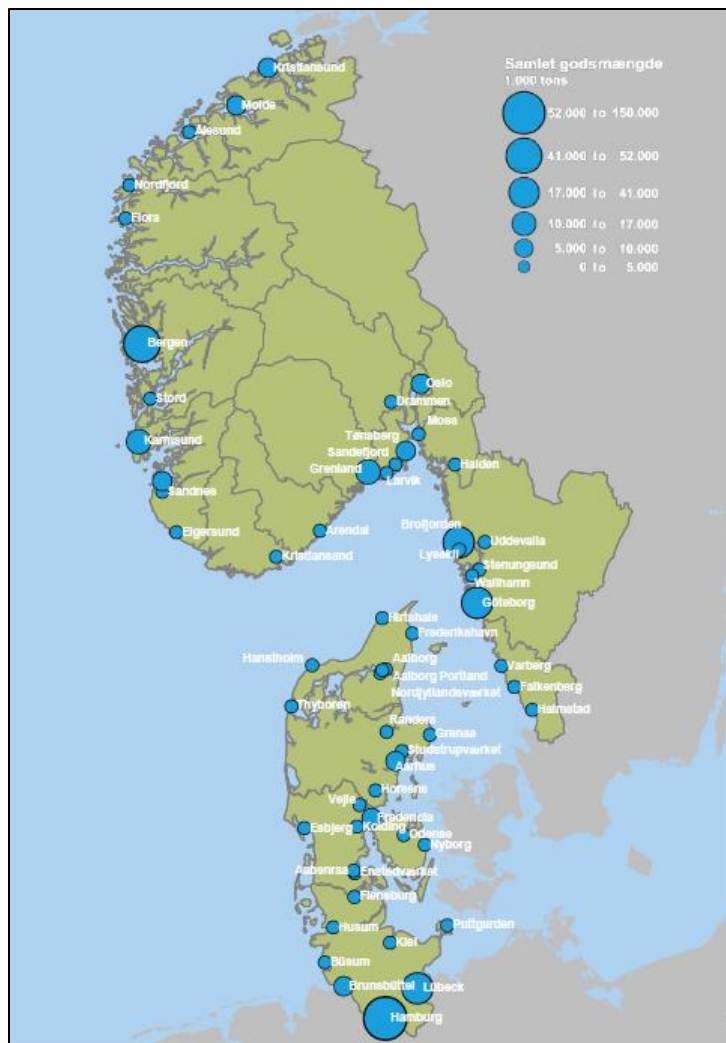 Samlet godsmængde
1.000 tons
52.000 to 150.000
41.000 to 52.000
17.000 to 41.000
10.000 to 17.000
5.000 to 10.000
0 to 5.000
Kristiansund
Molde
Ålesund
Nordfjord
Flora
Bergen
Stord
Karmsund
Sandnes
Eigersund
Oslo
Drammen
Moss
Tønsberg
Sandefjord
Grenland
Larvik
Halden
Arendal
Kristiansand
Brofjorden
Uddevalla
Lysekil
Stenungsund
Wallhamn
Göteborg
Hirtshals
Frederikshavn
Hanstholm
Aalborg
Aalborg Portland
Nordjyllandsværket
Varberg
Falkenberg
Halmstad
Thyborøn
Randers
Grenaa
Studstrupværket
Aarhus
Horsens
Vejle
Fredericia
Esbjerg
Kolding
Odense
Nyborg
Aabenraa
Enstedværket
Flensburg
Husum
Puttgarden
Kiel
Büsum
Brunsbüttel
Lübeck
Hamburg